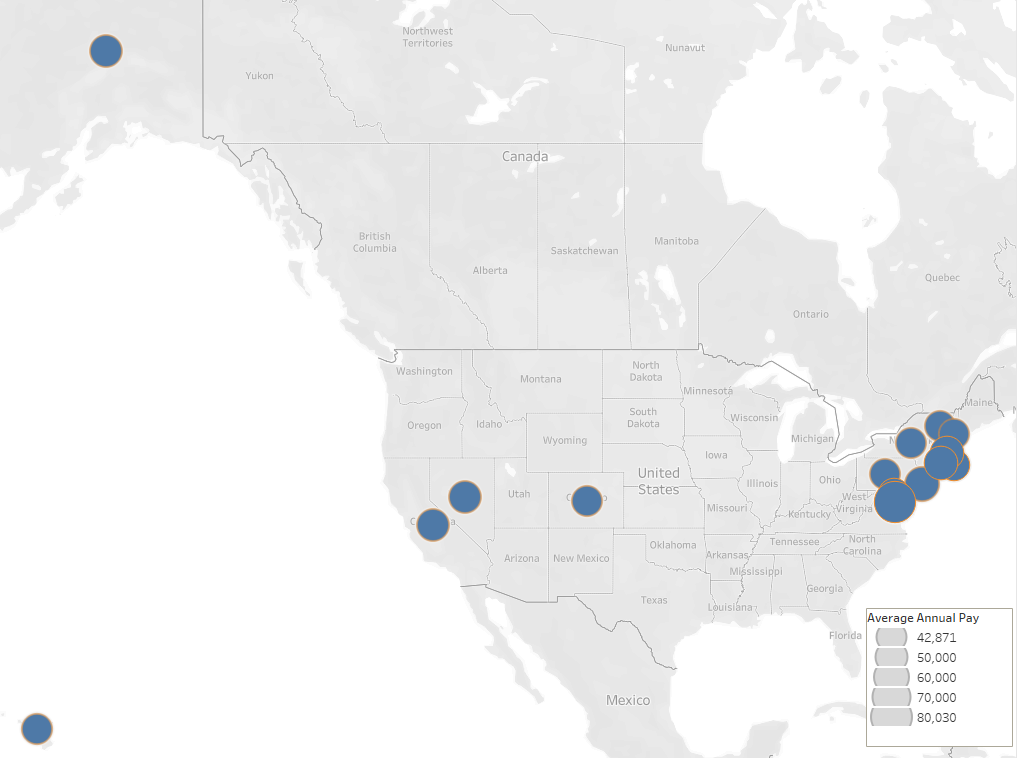 Northwest
Territories
Nunavut
Yukon
Canada
British
Columbia
Manitoba
Saskatchewan
Alberta
Quebec
Ontario
Washington
North
Dakota
Montana
Minnesota
Maine
South
Dakota
Wisconsin
Oregon
Idaho
Wyoming
Michigan
Iowa
United
States
Ohio
Illinois
Utah
West
Virginia
Missouri
Kentucky
Tennessee
North
Carolina
Oklahoma
Arkansas
Arizona
New Mexico
Mississippi
Georgia
Texas
Louisiana
Florida
Mexico
Average Annual Pay
42,871
50,000
60,000
70,000
80,030